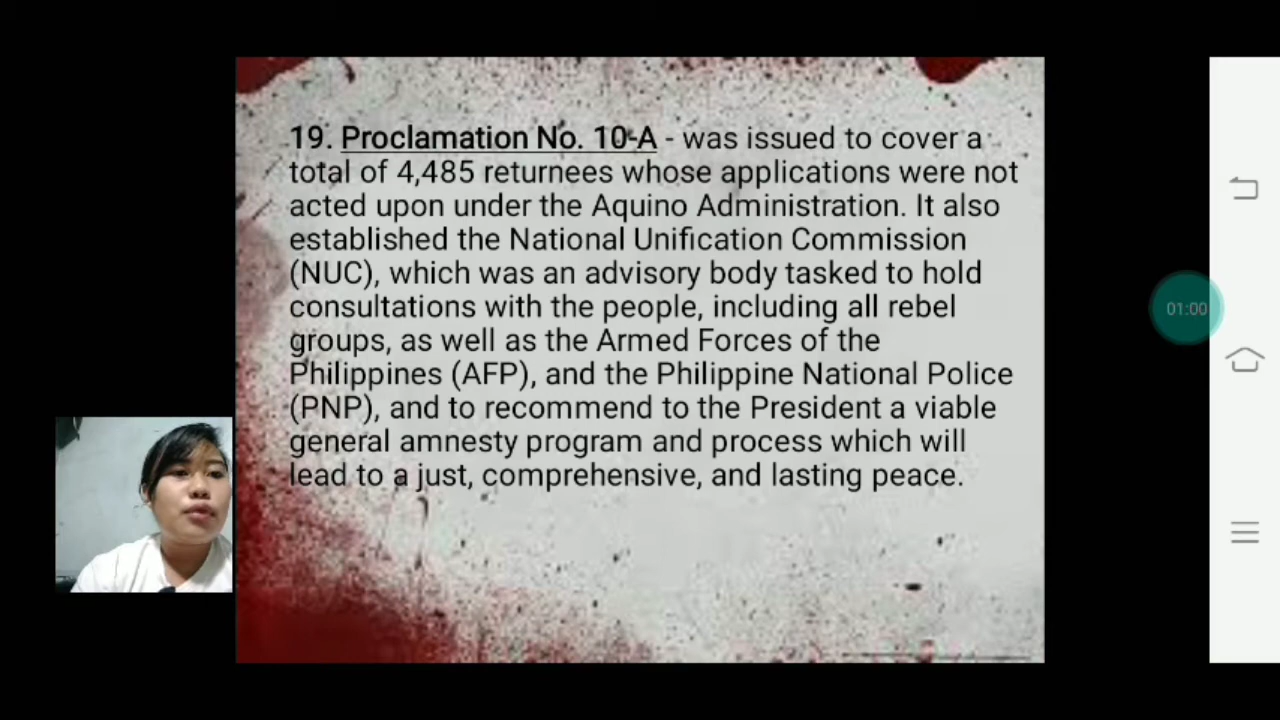 19. Proclamation No. 10-A - was issued to cover a
total of 4,485 returnees whose applications were not
acted upon under the Aquino Administration. It also
established the National Unification Commission
(NUC), which was an advisory body tasked to hold
consultations with the people, including all rebel
groups, as well as the Armed Forces of the
Philippines (AFP), and the Philippine National Police
(PNP), and to recommend to the President a viable
general amnesty program and process which will
lead to a just, comprehensive, and lasting peace.
01:00